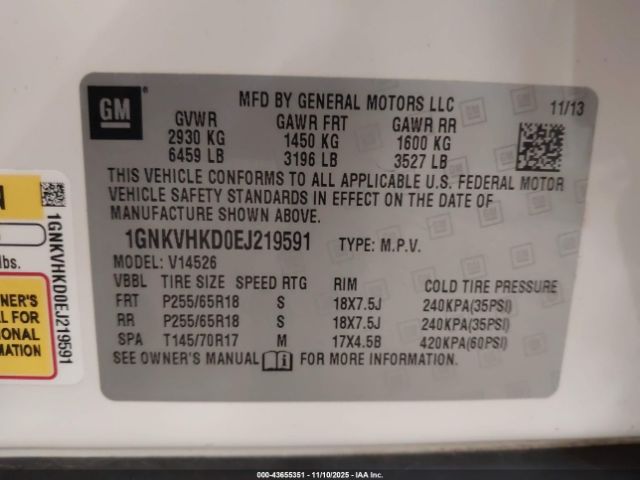 GM
MFD BY GENERAL MOTORS LLC
11/13
GVWR GAWR FRT GAWR RR
2930 KG 1450 KG 1600 KG
6459 LB 3196 LB 3527 LB
THIS VEHICLE CONFORMS TO ALL APPLICABLE U.S. FEDERAL MOTOR
VEHICLE SAFETY STANDARDS IN EFFECT ON THE DATE OF
MANUFACTURE SHOWN ABOVE.
1GNKVHKD0EJ219591 TYPE: M.P.V.
MODEL: V14526
VBBL TIRE SIZE SPEED RTG RIM COLD TIRE PRESSURE
FRT P255/65R18 S 18X7.5J 240KPA(35PSI)
RR P255/65R18 S 18X7.5J 240KPA(35PSI)
SPA T145/70R17 M 17X4.5B 420KPA(60PSI)
SEE OWNER'S MANUAL FOR MORE INFORMATION.
N
lbs.
NER'S
L FOR
IONAL
MATION
1GNKVHKD0EJ219591
000-43655351 - 11/10/2025 - IAA Inc.